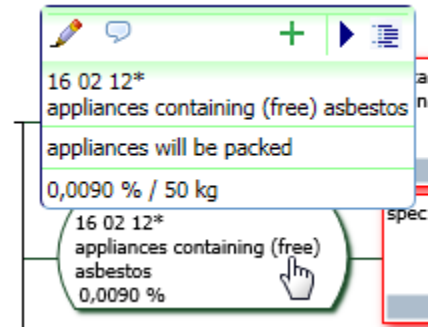 16 02 12*
appliances containing (free) asbestos
appliances will be packed
0,0090 % / 50 kg
16 02 12*
appliances containing (free)
asbestos
0,0090 %
spec